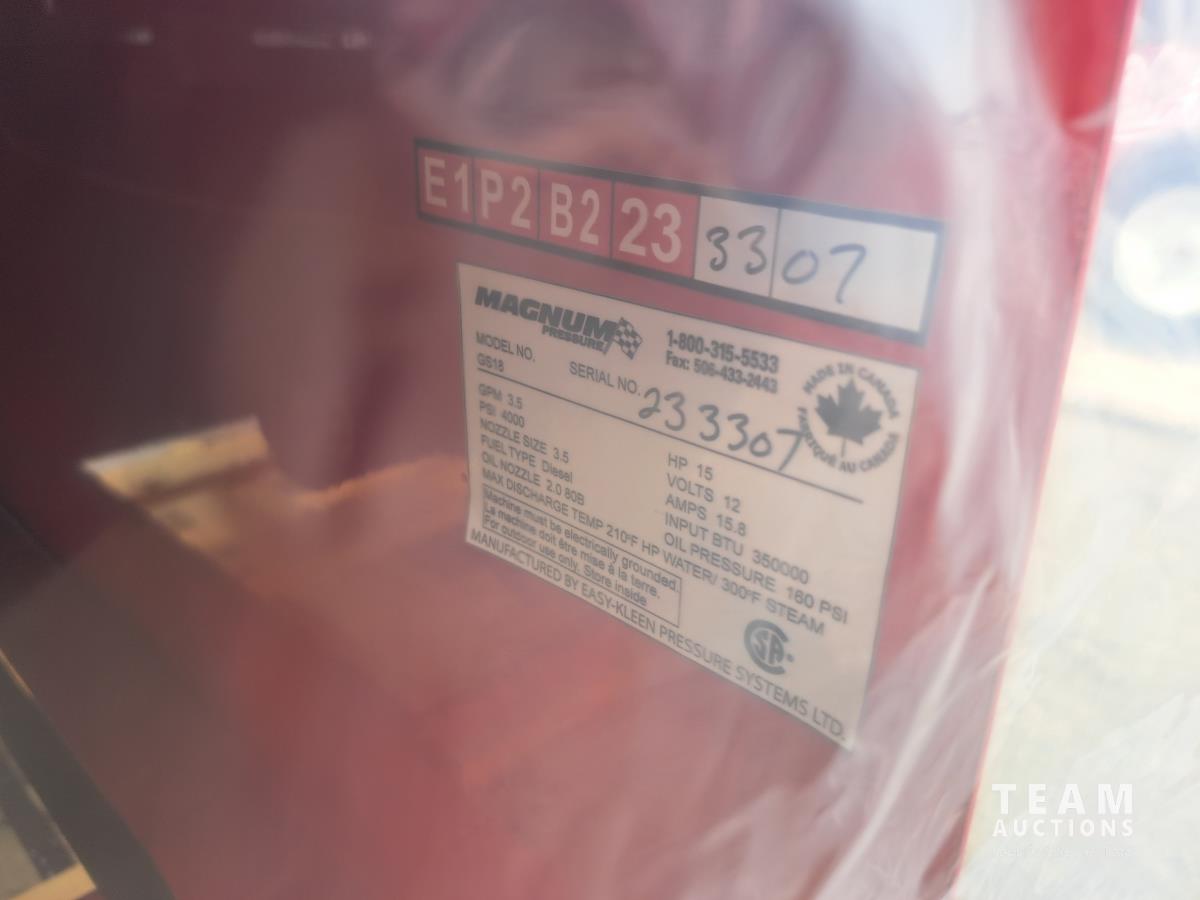 E1 P2 B2 23 33 07
MAGNUM
PRESSURE
1-800-315-5533
Fax: 506-433-2443
MADE IN CANADA
FABRIQUÉ AU CANADA
MODEL NO.
GS18
SERIAL NO. 233307
GPM 3.5
PSI 4000
NOZZLE SIZE 3.5
FUEL TYPE Diesel
OIL NOZZLE 2.0 80B
HP 15
VOLTS 12
AMPS 15.8
INPUT BTU 350000
OIL PRESSURE 160 PSI
MAX DISCHARGE TEMP 210°F HP WATER/ 300°F STEAM
Machine must be electrically grounded.
La machine doit être mise à la terre.
For outdoor use only. Store inside
SA
MANUFACTURED BY EASY-KLEEN PRESSURE SYSTEMS LTD.
TEAM
AUCTIONS